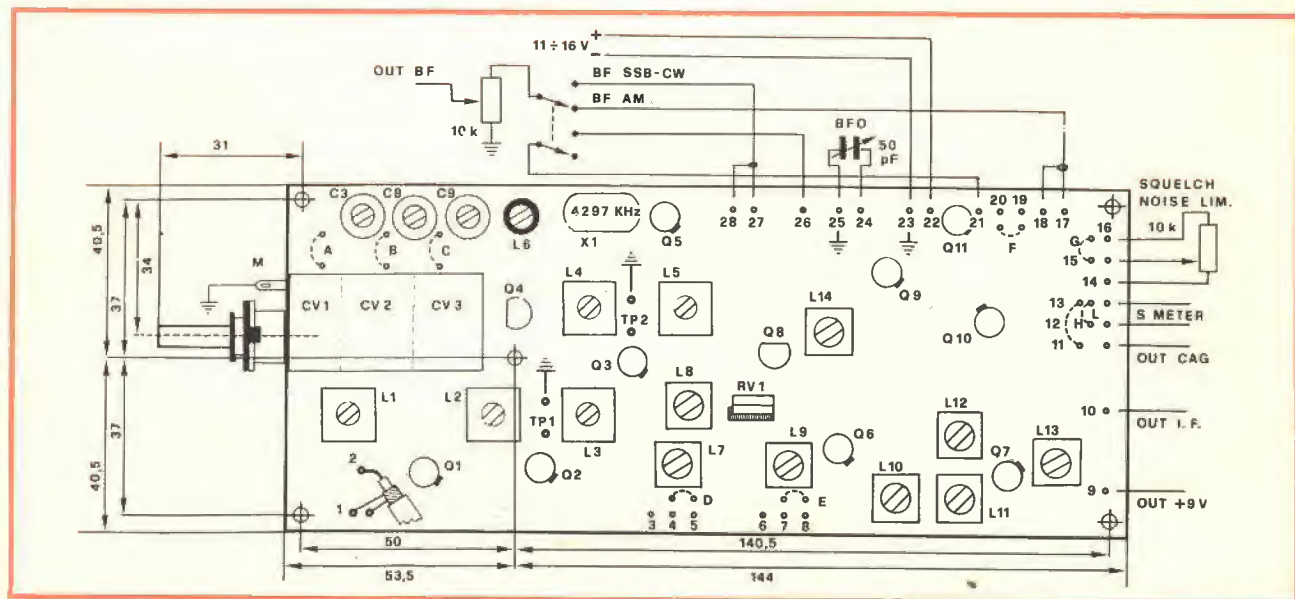 11÷16 V
+
−
OUT BF
10 k
BF SSB-CW
BF AM
BFO
50 pF
31
C3 C8 C9
L6
4297 KHz
X1
Q5
28 27 26 25 24 23 22
Q11
21 20 19 18 17
F
SQUELCH
NOISE LIM.
10 k
16
G
15
14
A B C
M
40,5
37
34
CV1 CV2 CV3
Q4
L4 L5
TP2
Q3
L14
Q9
Q8
Q10
13
12
11
H L
S METER
OUT CAG
L1 L2
TP1
L3
L8
RV1
10
OUT I.F.
37
40,5
2
1
Q1
Q2
L7
L9
Q6
L12
L10
L11
Q7
L13
9
OUT +9V
D
E
3 4 5
6 7 8
50
140,5
53,5
144